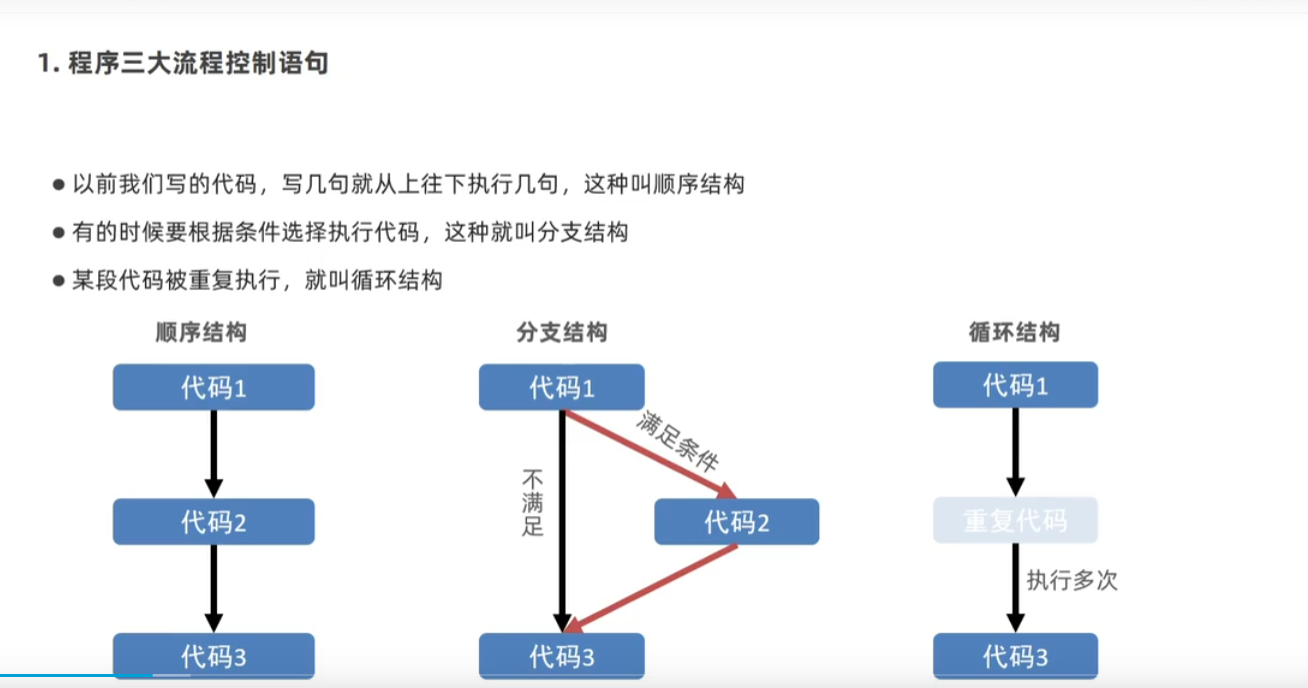 1. 程序三大流程控制语句
● 以前我们写的代码，写几句就从上往下执行几句，这种叫顺序结构
● 有的时候要根据条件选择执行代码，这种就叫分支结构
● 某段代码被重复执行，就叫循环结构
顺序结构
代码1
代码2
代码3
分支结构
代码1
满足条件
不满足
代码2
代码3
循环结构
代码1
重复代码
执行多次
代码3